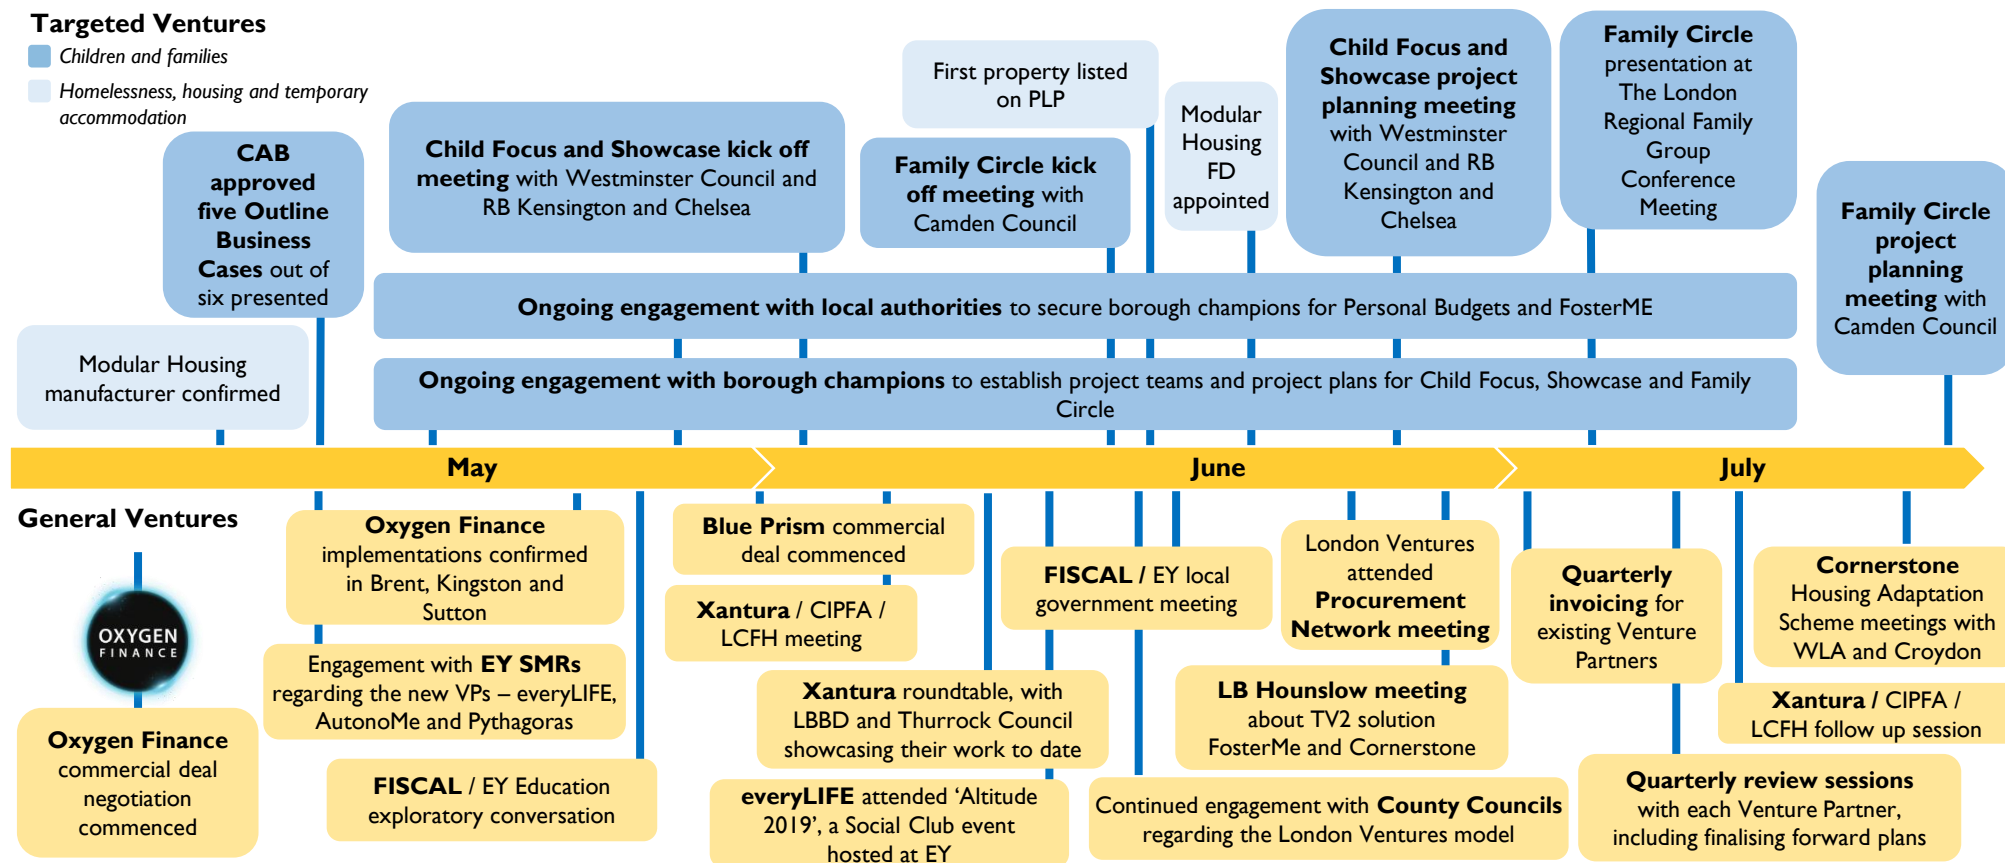 Targeted Ventures
Children and families
Homelessness, housing and temporary
accommodation
CAB
approved
five Outline
Business
Cases out of
six presented
Modular Housing
manufacturer confirmed
Child Focus and Showcase kick off
meeting with Westminster Council and
RB Kensington and Chelsea
First property listed
on PLP
Family Circle kick
off meeting with
Camden Council
Modular
Housing
FD
appointed
Child Focus and
Showcase project
planning meeting
with Westminster
Council and RB
Kensington and
Chelsea
Family Circle
presentation at
The London
Regional Family
Group
Conference
Meeting
Family Circle
project
planning
meeting with
Camden Council
Ongoing engagement with local authorities to secure borough champions for Personal Budgets and FosterME
Ongoing engagement with borough champions to establish project teams and project plans for Child Focus, Showcase and Family
Circle
May
June
July
General Ventures
OXYGEN
FINANCE
Oxygen Finance
commercial deal
negotiation
commenced
Oxygen Finance
implementations confirmed
in Brent, Kingston and
Sutton
Engagement with EY SMRs
regarding the new VPs – everyLIFE,
AutonoMe and Pythagoras
FISCAL / EY Education
exploratory conversation
Blue Prism commercial
deal commenced
Xantura / CIPFA /
LCFH meeting
Xantura roundtable, with
LBBD and Thurrock Council
showcasing their work to date
everyLIFE attended ‘Altitude
2019’, a Social Club event
hosted at EY
FISCAL / EY local
government meeting
Continued engagement with County Councils
regarding the London Ventures model
London Ventures
attended
Procurement
Network meeting
LB Hounslow meeting
about TV2 solution
FosterMe and Cornerstone
Quarterly
invoicing for
existing Venture
Partners
Quarterly review sessions
with each Venture Partner,
including finalising forward plans
Cornerstone
Housing Adaptation
Scheme meetings with
WLA and Croydon
Xantura / CIPFA /
LCFH follow up session